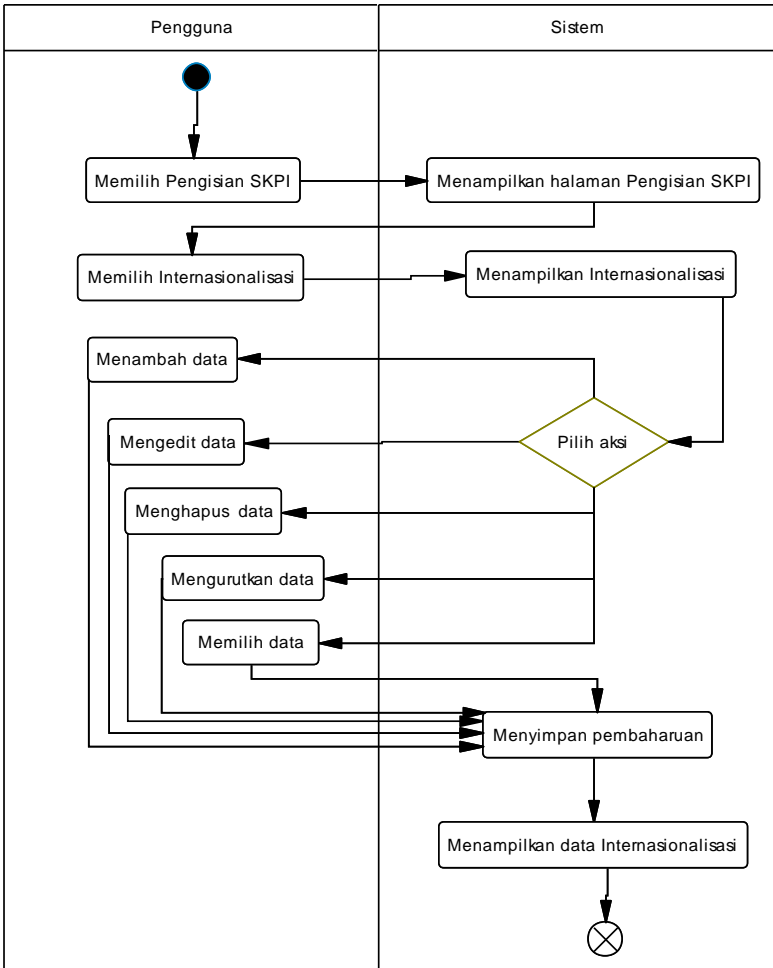 Pengguna
Sistem
Memilih Pengisian SKPI
Menampilkan halaman Pengisian SKPI
Memilih Internasionalisasi
Menampilkan Internasionalisasi
Menambah data
Pilih aksi
Mengedit data
Menghapus data
Mengurutkan data
Memilih data
Menyimpan pembaharuan
Menampilkan data Internasionalisasi